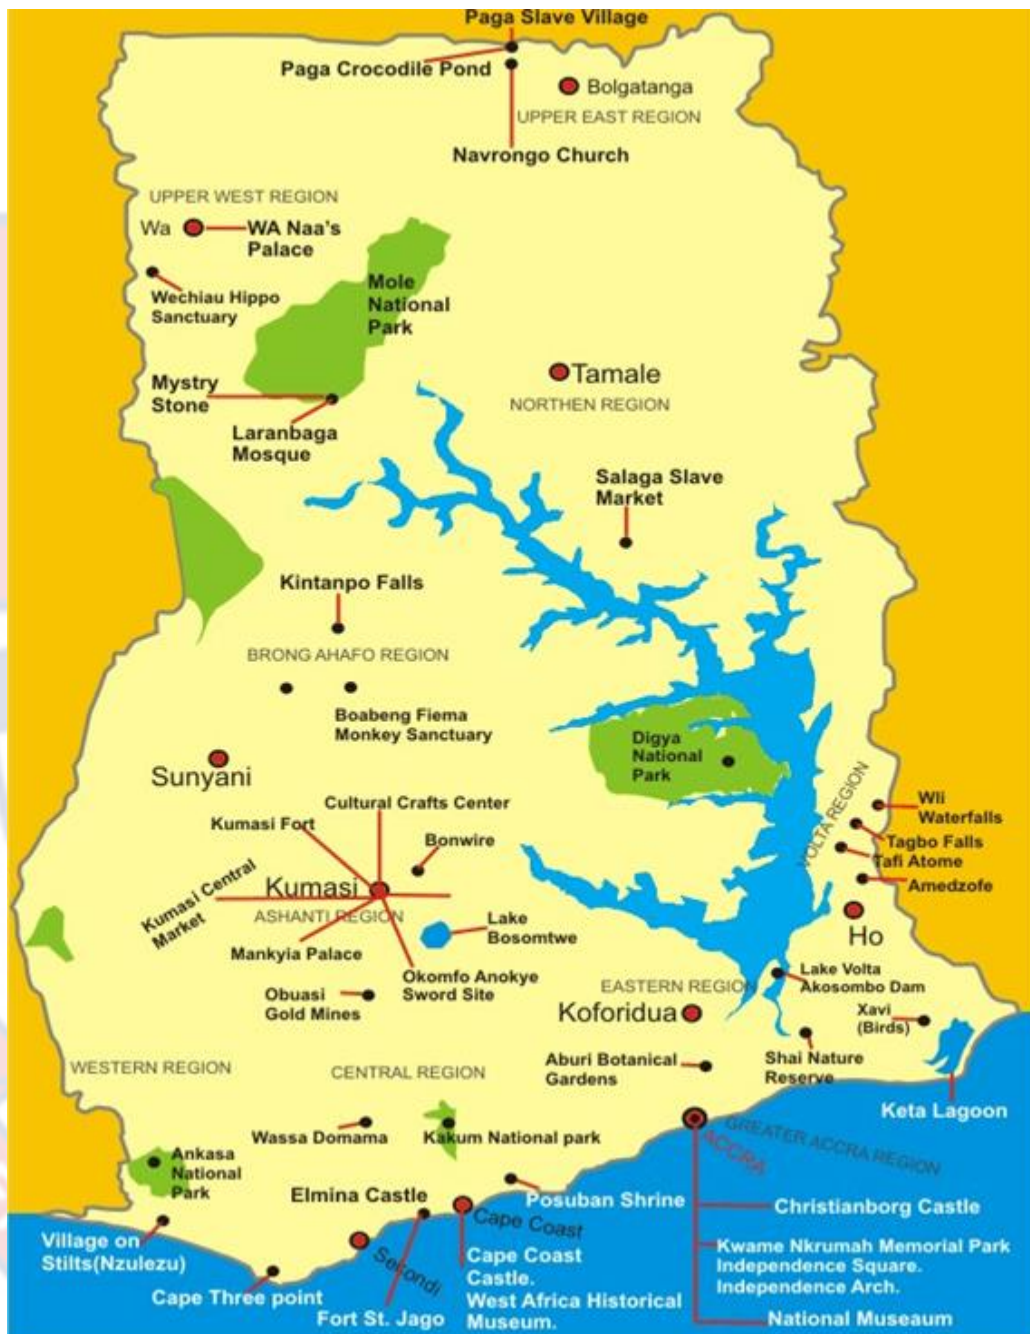 Paga Slave Village
Paga Crocodile Pond
Bolgatanga
UPPER EAST REGION
Navrongo Church
UPPER WEST REGION
Wa
WA Naa's
Palace
Wechiau Hippo
Sanctuary
Mole
National
Park
Mystry
Stone
Laranbaga
Mosque
Tamale
NORTHEN REGION
Salaga Slave
Market
Kintanpo Falls
BRONG AHAFO REGION
Boabeng Fiema
Monkey Sanctuary
Digya
National
Park
Sunyani
Cultural Crafts Center
Kumasi Fort
Bonwire
Kumasi Central
Market
Kumasi
ASHANTI REGION
Mankyia Palace
Lake
Bosomtwe
Okomfo Anokye
Sword Site
Obuasi
Gold Mines
VOLTA REGION
Wli
Waterfalls
Tagbo Falls
Tafi Atome
Amedzofe
Ho
Lake Volta
Akosombo Dam
EASTERN REGION
Koforidua
Xavi
(Birds)
Aburi Botanical
Gardens
Shai Nature
Reserve
Keta Lagoon
WESTERN REGION
CENTRAL REGION
Wassa Domama
Kakum National park
GREATER ACCRA REGION
ACCRA
Ankasa
National
Park
Elmina Castle
Posuban Shrine
Cape Coast
Secondi
Village on
Stilts(Nzulezu)
Cape Three point
Fort St. Jago
Cape Coast
Castle.
West Africa Historical
Museum.
Christianborg Castle
Kwame Nkrumah Memorial Park
Independence Square.
Independence Arch.
National Museaum